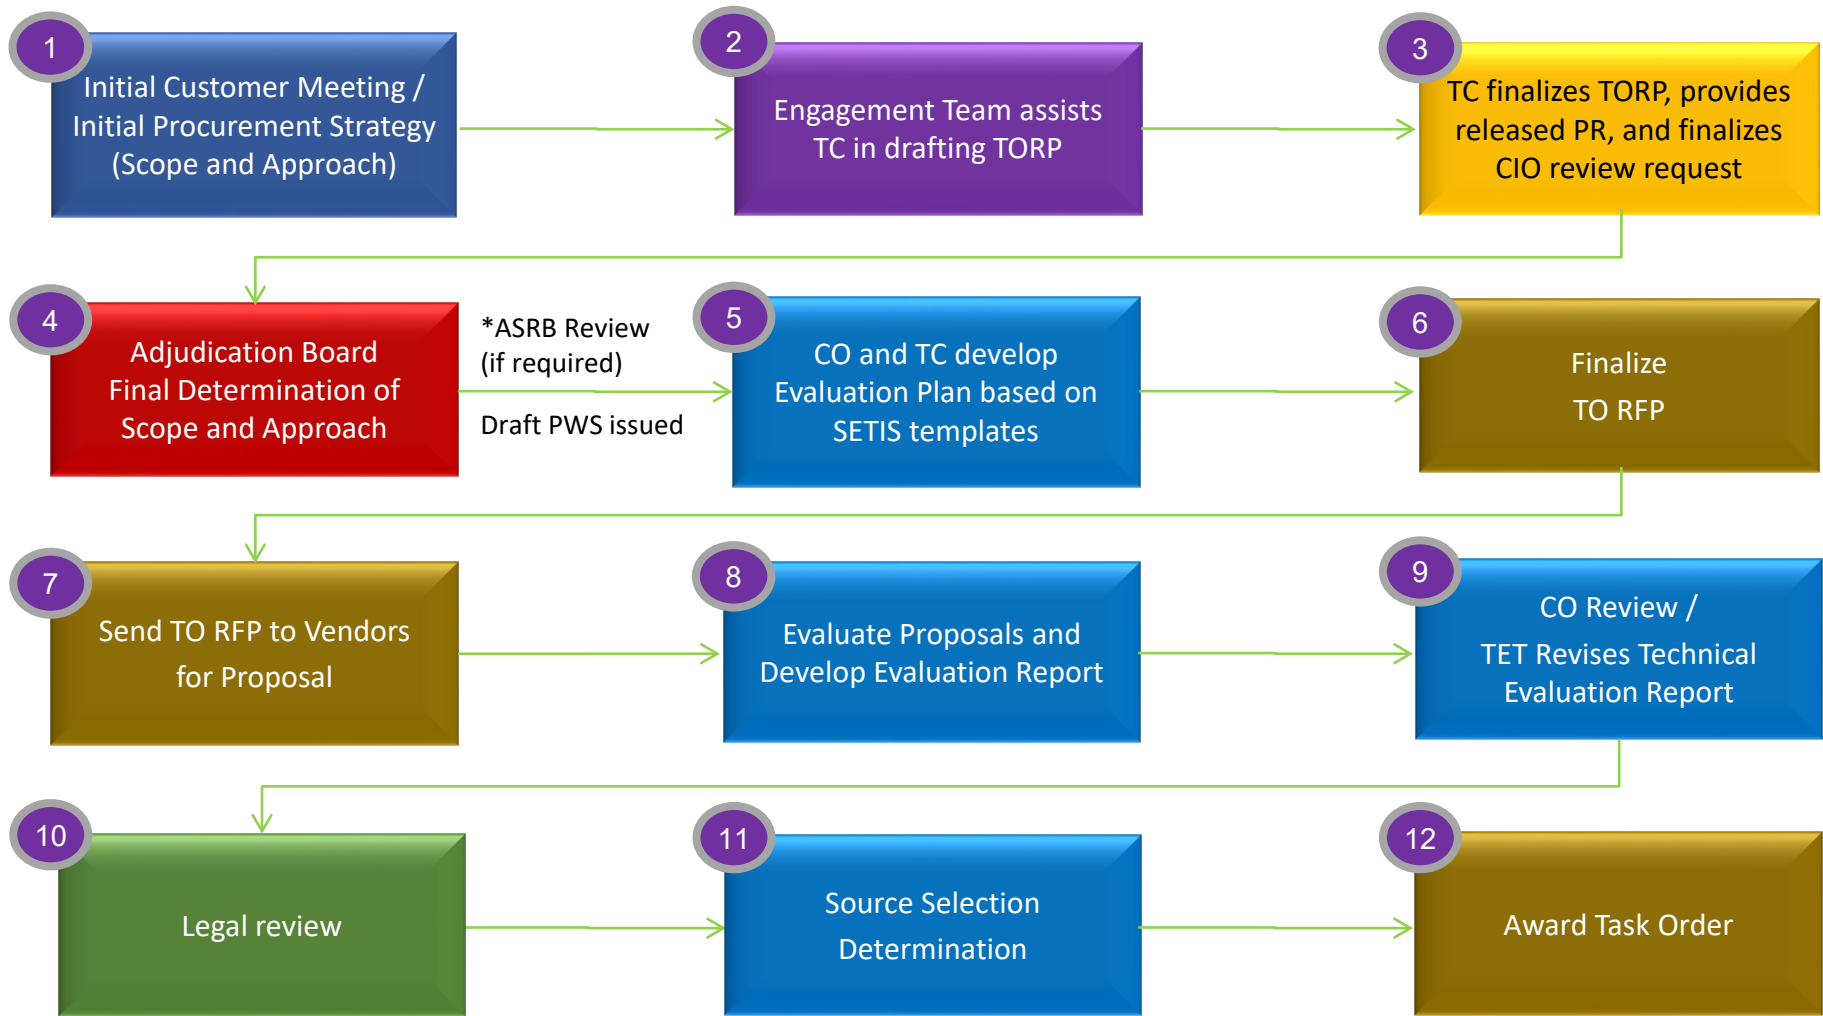 1
Initial Customer Meeting /
Initial Procurement Strategy
(Scope and Approach)
2
Engagement Team assists
TC in drafting TORP
3
TC finalizes TORP, provides
released PR, and finalizes
CIO review request
4
Adjudication Board
Final Determination of
Scope and Approach
*ASRB Review
(if required)
Draft PWS issued
5
CO and TC develop
Evaluation Plan based on
SETIS templates
6
Finalize
TO RFP
7
Send TO RFP to Vendors
for Proposal
8
Evaluate Proposals and
Develop Evaluation Report
9
CO Review /
TET Revises Technical
Evaluation Report
10
Legal review
11
Source Selection
Determination
12
Award Task Order